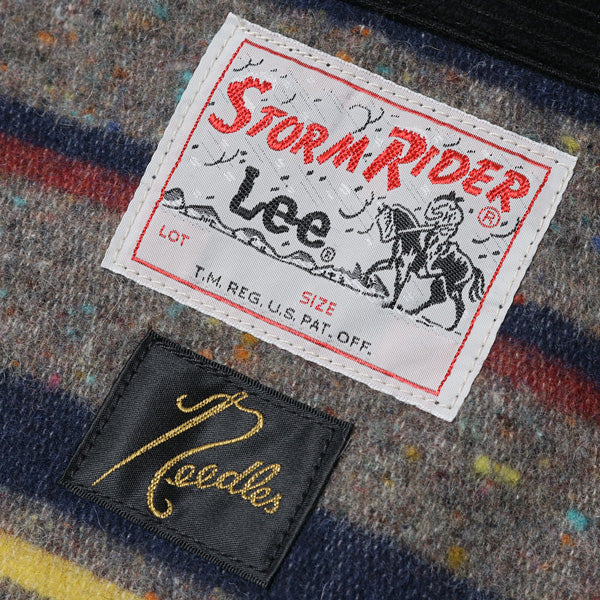 STORM RIDER ®
Lee ®
LOT
SIZE
T.M. REG. U.S. PAT. OFF.
Needles